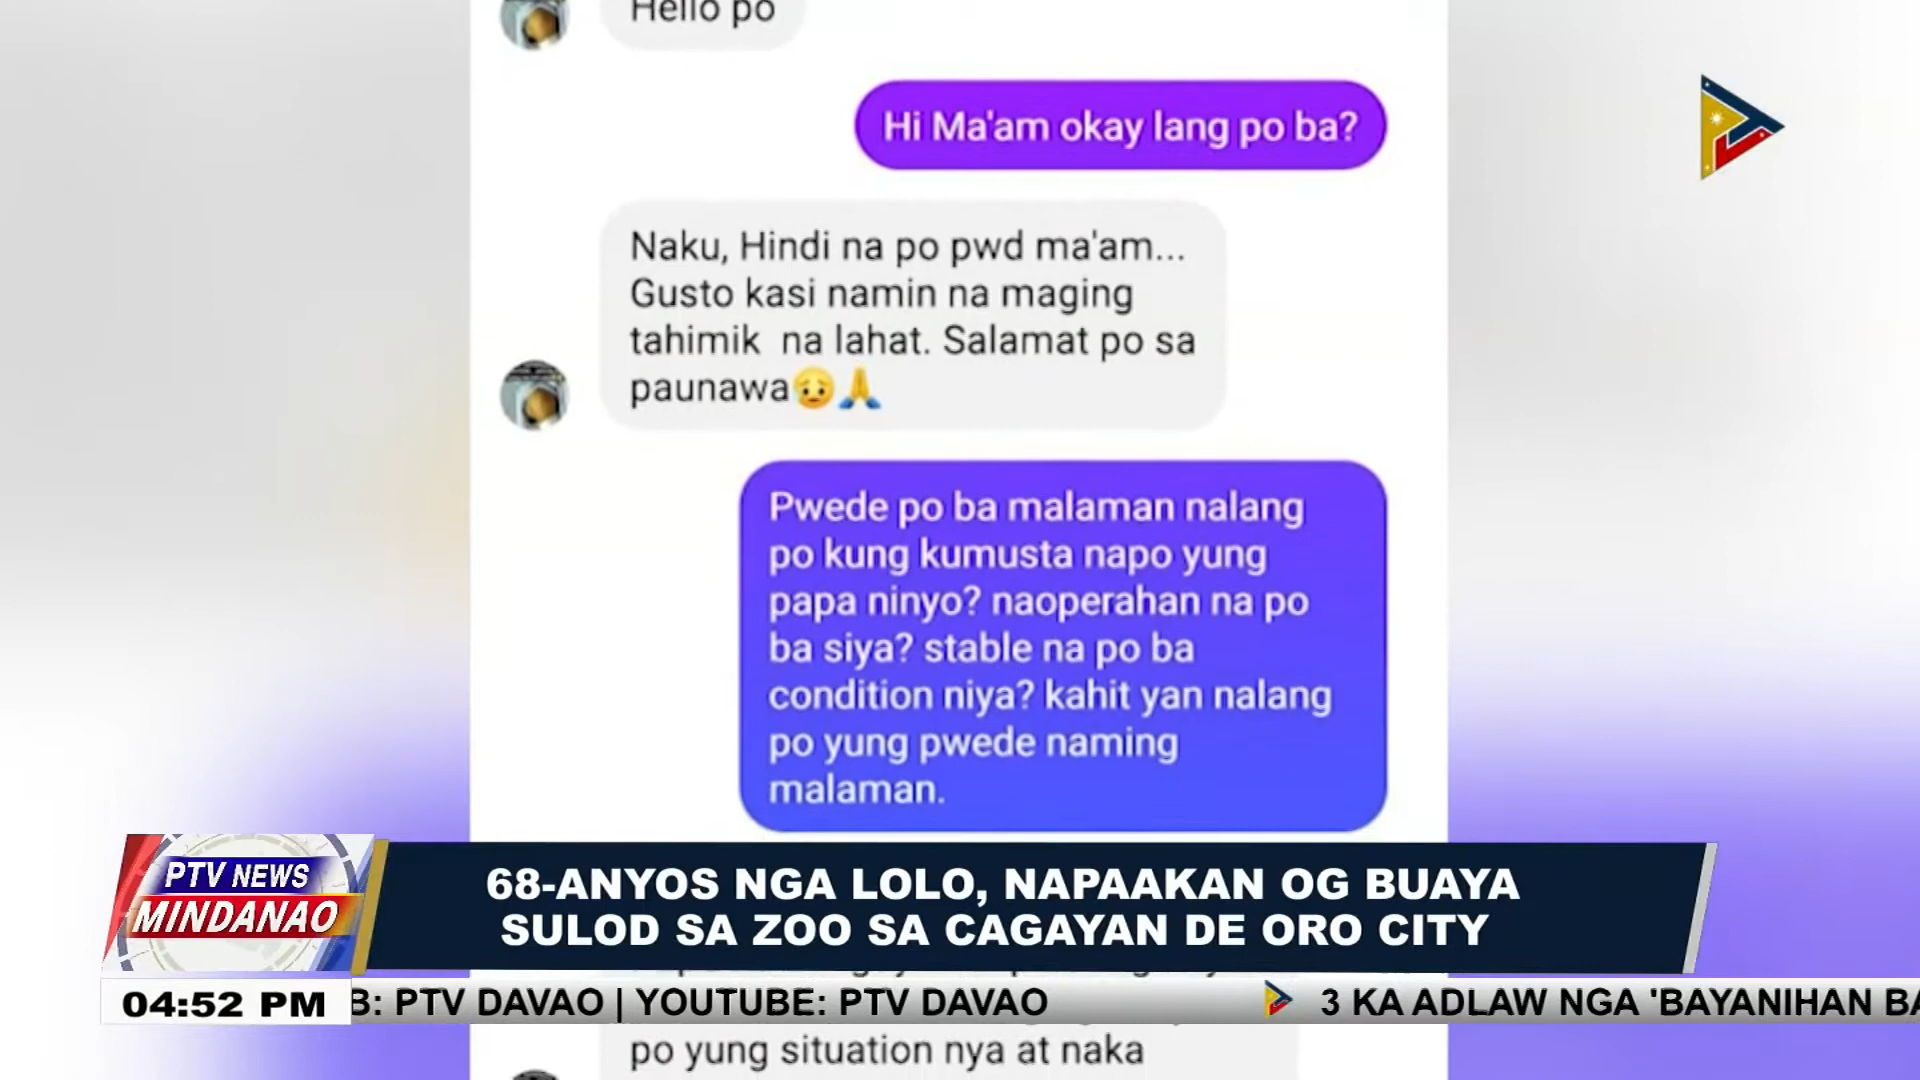 Hello po
Hi Ma'am okay lang po ba?
Naku, Hindi na po pwd ma'am...
Gusto kasi namin na maging
tahimik na lahat. Salamat po sa
paunawa😥🙏
Pwede po ba malaman nalang
po kung kumusta napo yung
papa ninyo? naoperahan na po
ba siya? stable na po ba
condition niya? kahit yan nalang
po yung pwede naming
malaman.
PTV NEWS
MINDANAO
68-ANYOS NGA LOLO, NAPAAKAN OG BUAYA
SULOD SA ZOO SA CAGAYAN DE ORO CITY
04:52 PM
B: PTV DAVAO | YOUTUBE: PTV DAVAO
3 KA ADLAW NGA 'BAYANIHAN BA
po yung situation nya at naka